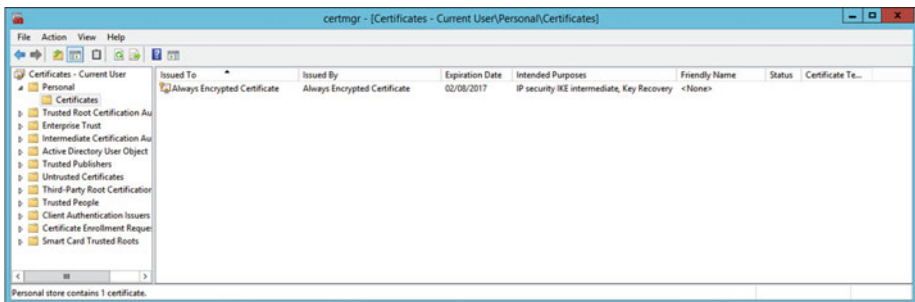 certmgr - [Certificates - Current User\Personal\Certificates]
File Action View Help
Certificates - Current User
Personal
Certificates
Trusted Root Certification Au
Enterprise Trust
Intermediate Certification Au
Active Directory User Object
Trusted Publishers
Untrusted Certificates
Third-Party Root Certification
Trusted People
Client Authentication Issuers
Certificate Enrollment Reque
Smart Card Trusted Roots
Issued To Issued By Expiration Date Intended Purposes Friendly Name Status Certificate Te...
Always Encrypted Certificate Always Encrypted Certificate 02/08/2017 IP security IKE intermediate, Key Recovery <None>
Personal store contains 1 certificate.